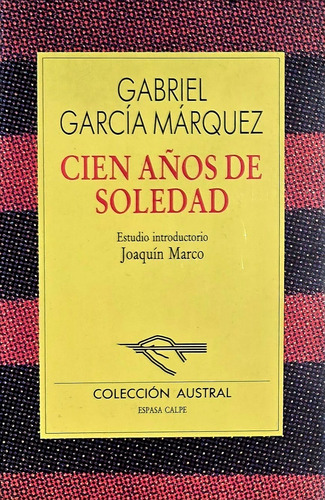 GABRIEL
GARCÍA MÁRQUEZ
CIEN AÑOS DE
SOLEDAD
Estudio introductorio
Joaquín Marco
COLECCIÓN AUSTRAL
ESPASA CALPE